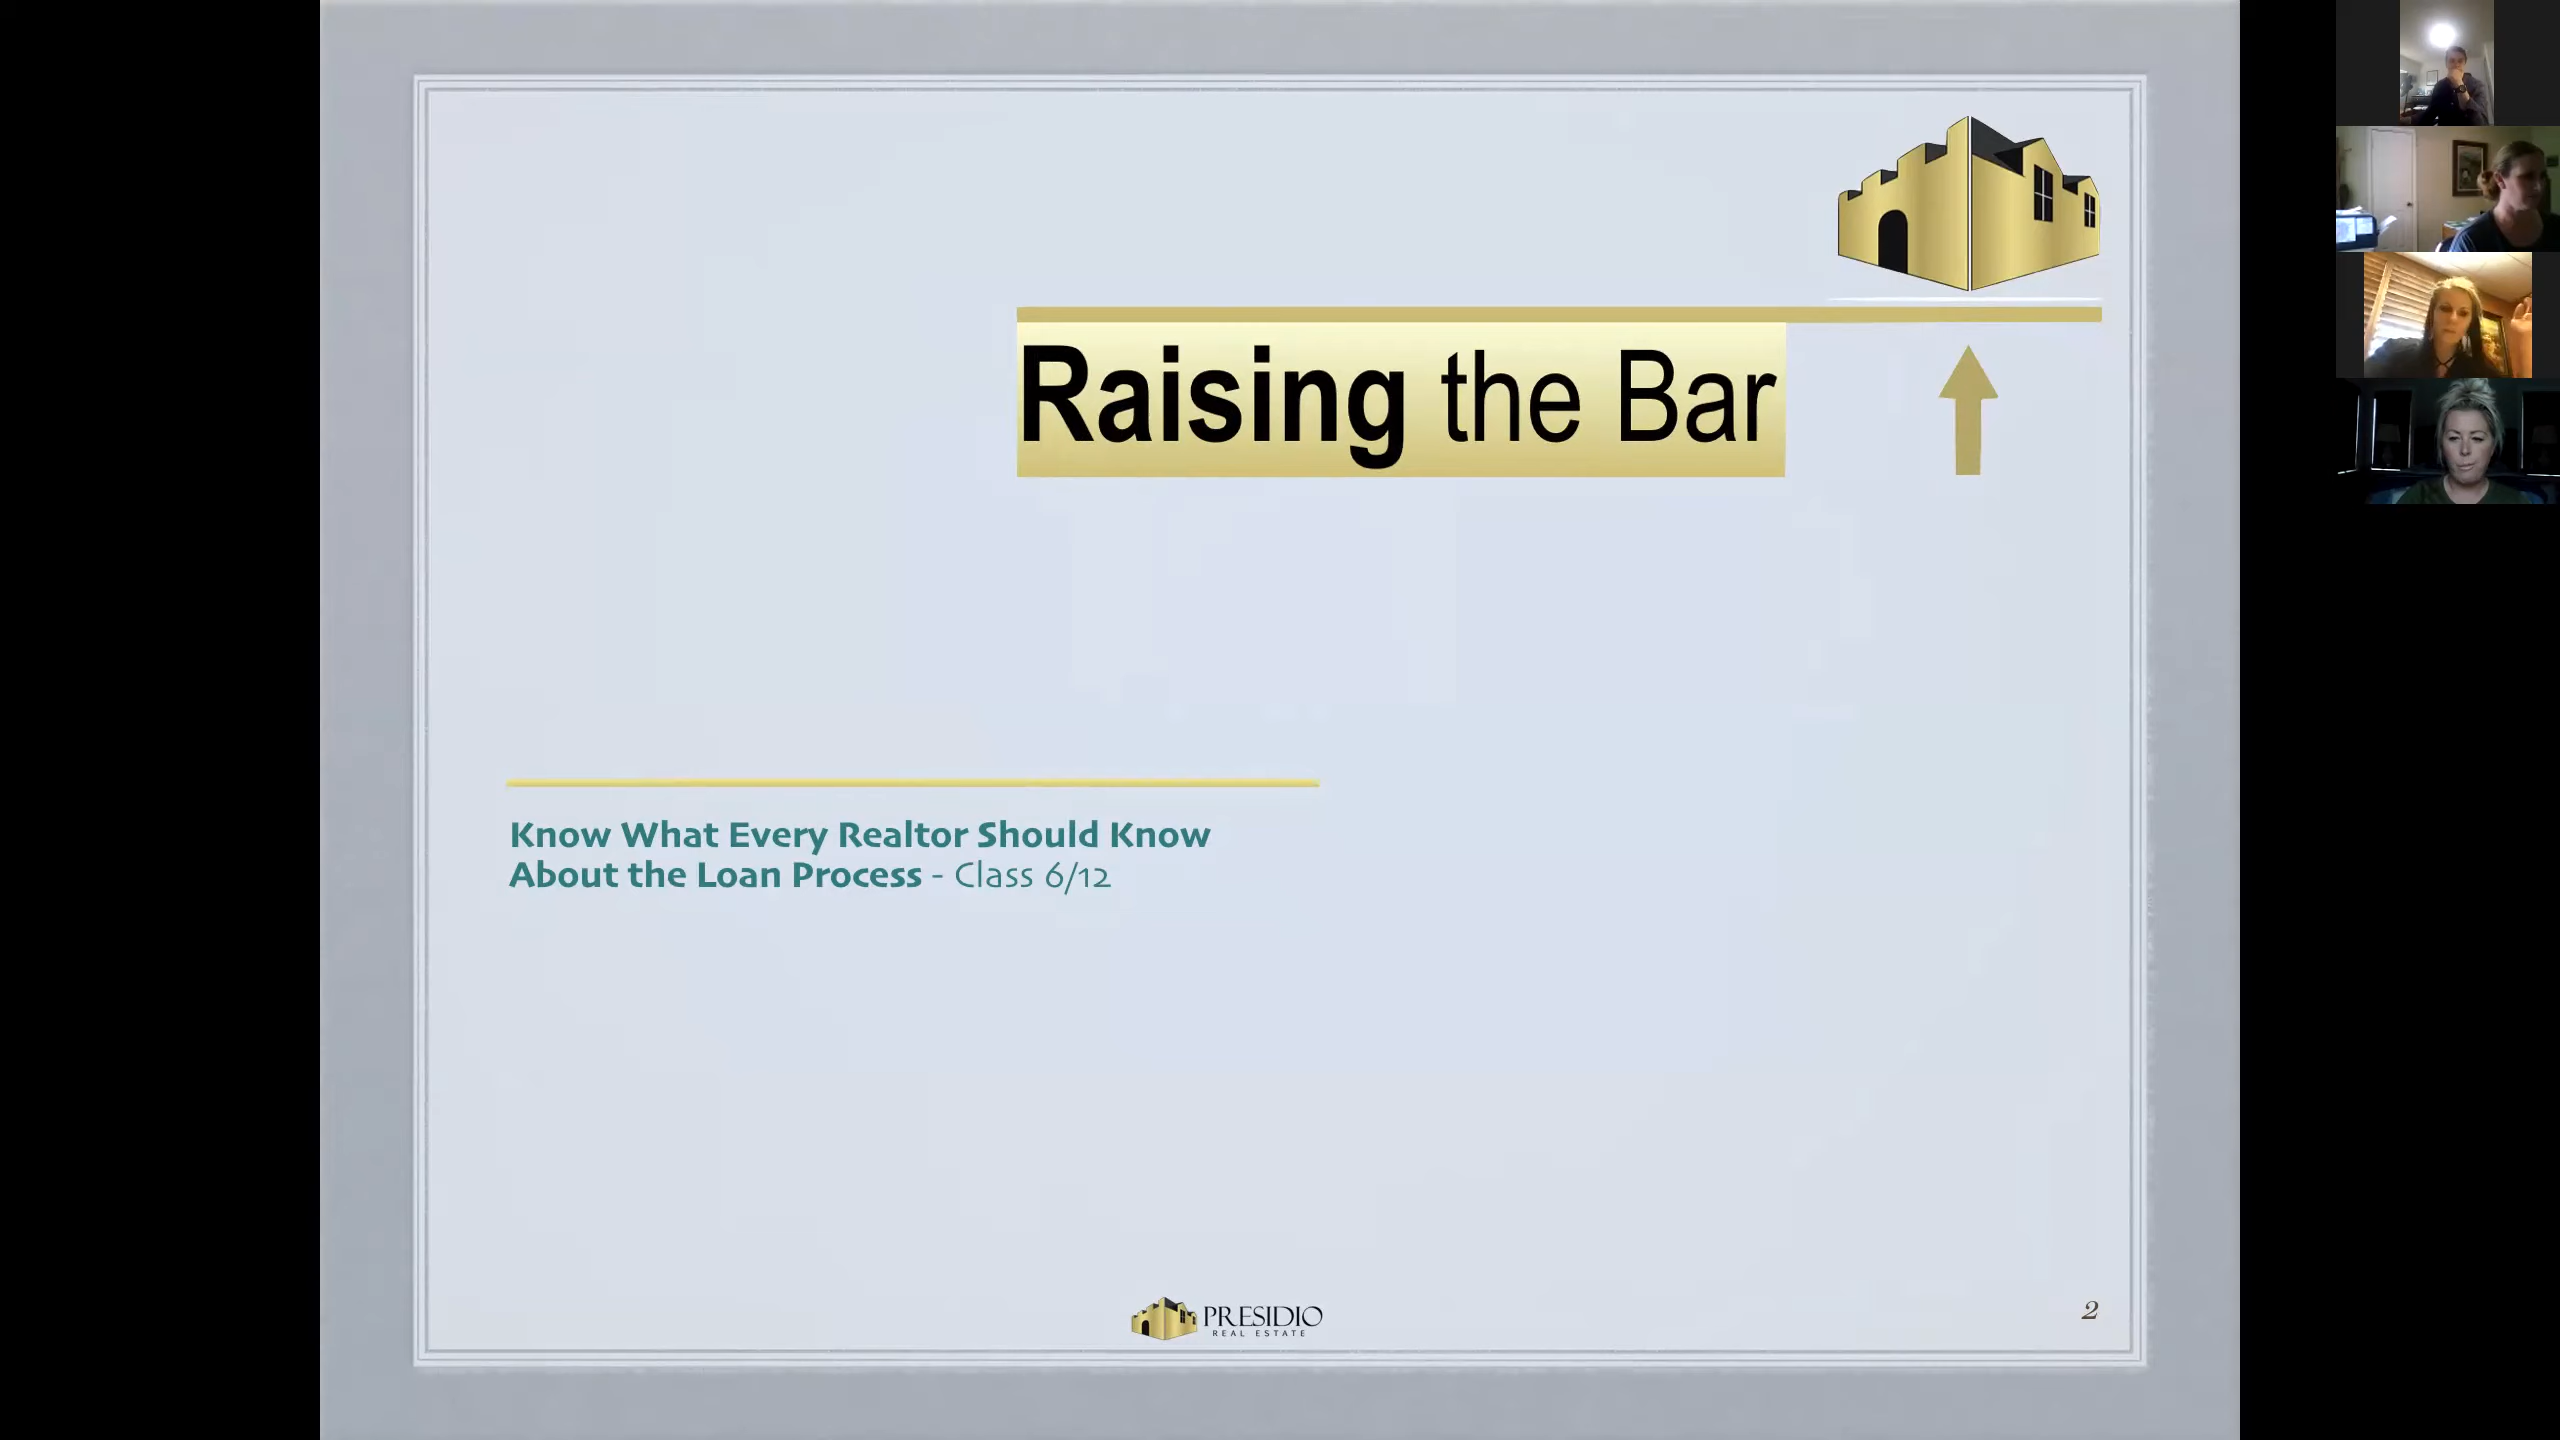 Raising the Bar
Know What Every Realtor Should Know
About the Loan Process - Class 6/12
PRESIDIO
REAL ESTATE
2